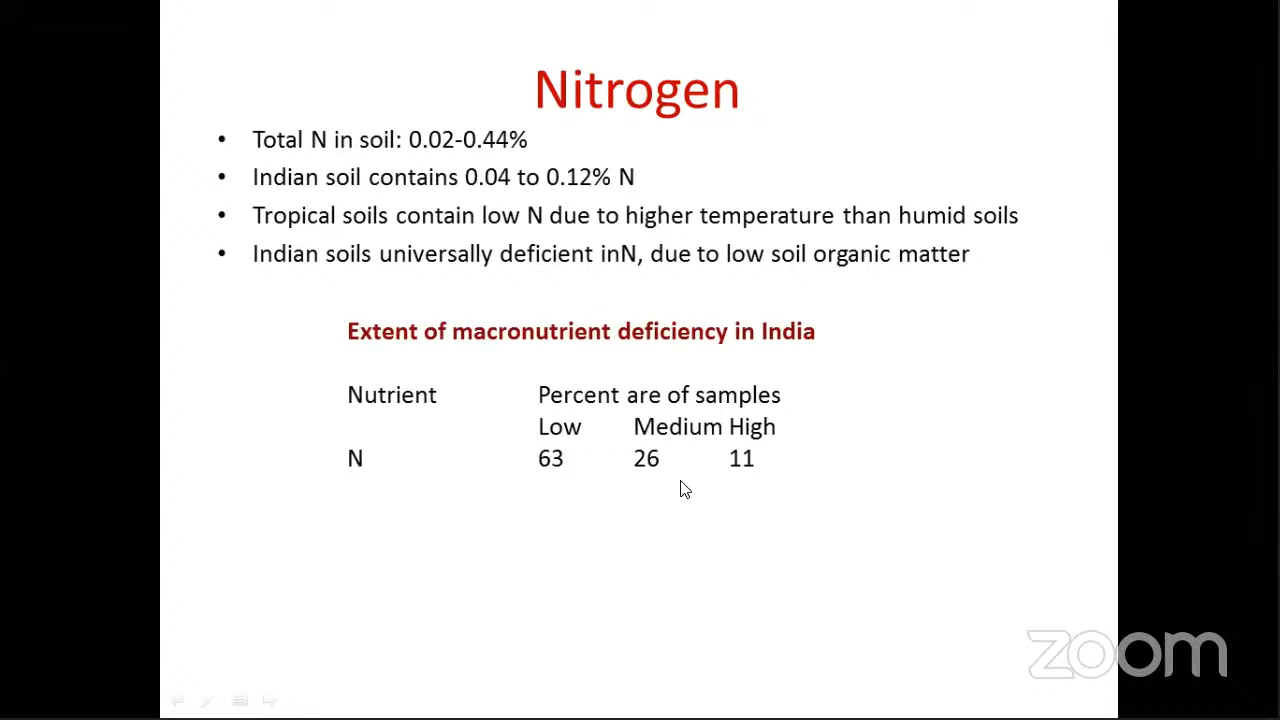 Nitrogen
• Total N in soil: 0.02-0.44%
• Indian soil contains 0.04 to 0.12% N
• Tropical soils contain low N due to higher temperature than humid soils
• Indian soils universally deficient inN, due to low soil organic matter
Extent of macronutrient deficiency in India
Nutrient Percent are of samples
Low Medium High
N 63 26 11
zoom